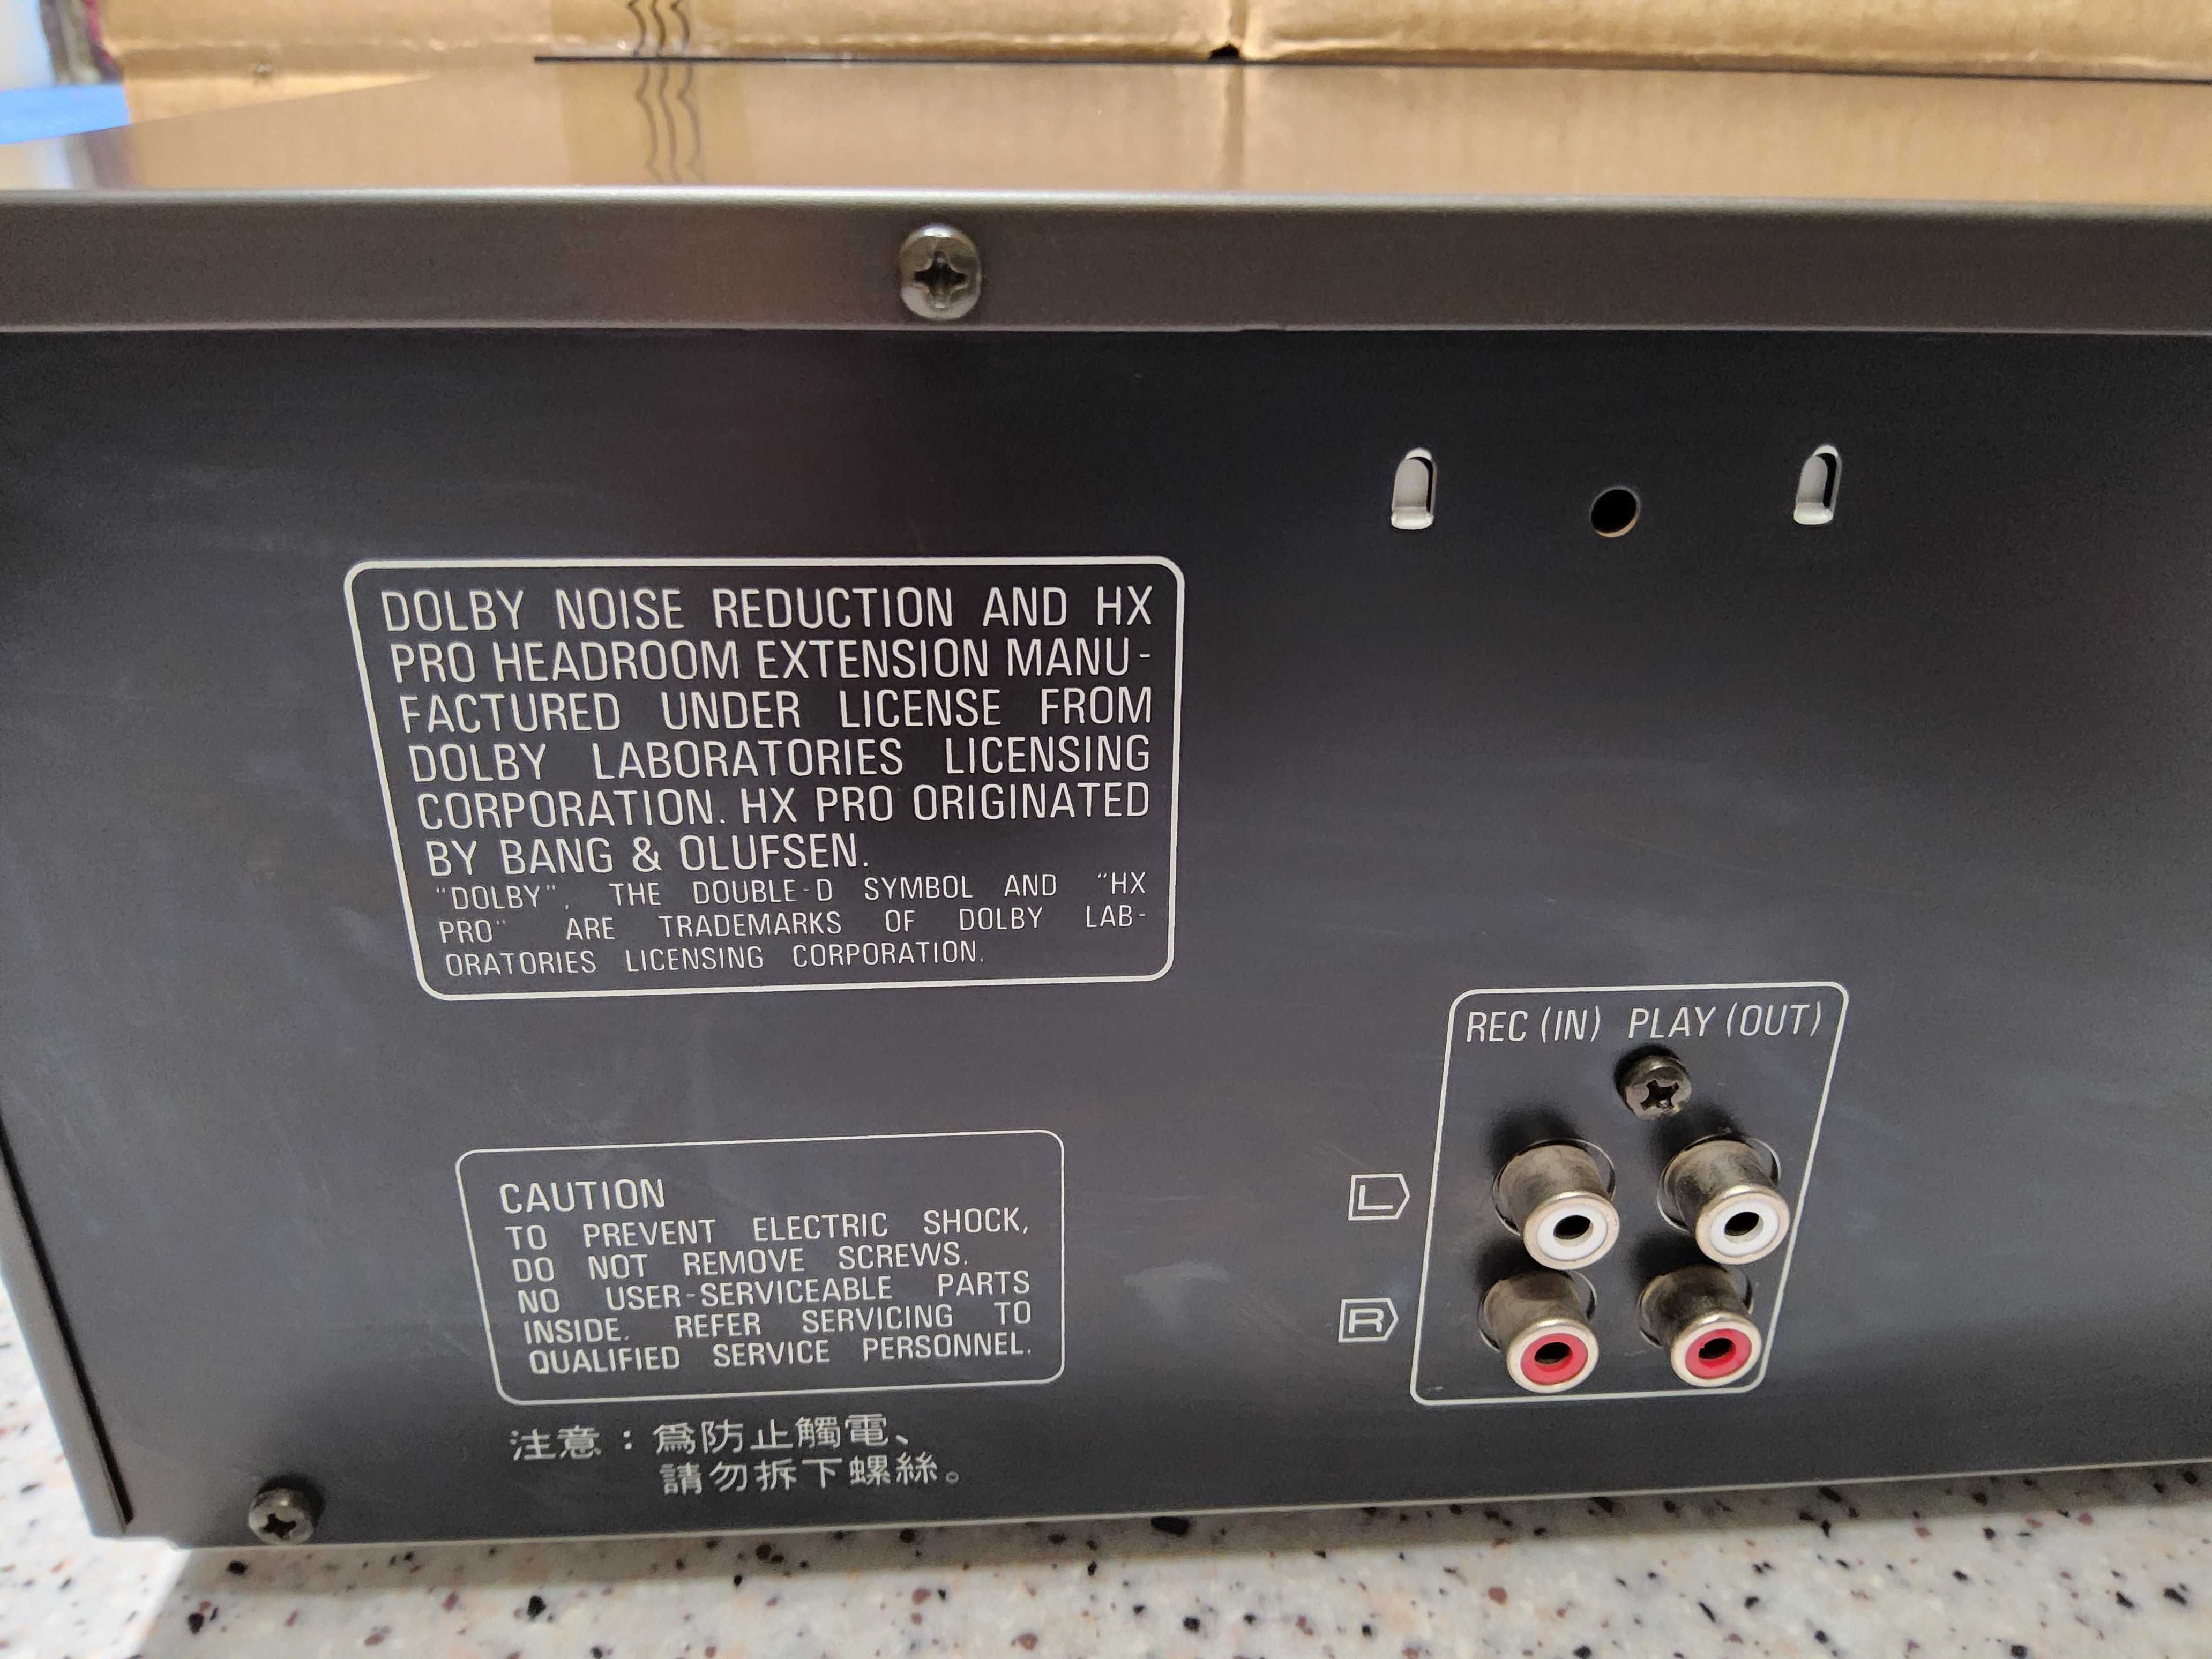 DOLBY NOISE REDUCTION AND HX
PRO HEADROOM EXTENSION MANU-
FACTURED UNDER LICENSE FROM
DOLBY LABORATORIES LICENSING
CORPORATION. HX PRO ORIGINATED
BY BANG & OLUFSEN.
"DOLBY", THE DOUBLE-D SYMBOL AND "HX
PRO" ARE TRADEMARKS OF DOLBY LAB-
ORATORIES LICENSING CORPORATION.
REC (IN) PLAY (OUT)
L
R
CAUTION
TO PREVENT ELECTRIC SHOCK,
DO NOT REMOVE SCREWS.
NO USER-SERVICEABLE PARTS
INSIDE. REFER SERVICING TO
QUALIFIED SERVICE PERSONNEL.
注意：爲防止觸電、
請勿拆下螺絲。